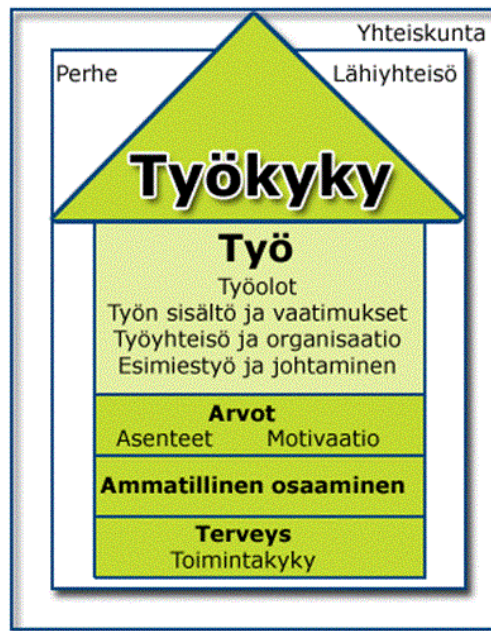 Yhteiskunta
Perhe Lähiyhteisö
Työkyky
Työ
Työolot
Työn sisältö ja vaatimukset
Työyhteisö ja organisaatio
Esimiestyö ja johtaminen
Arvot
Asenteet Motivaatio
Ammatillinen osaaminen
Terveys
Toimintakyky